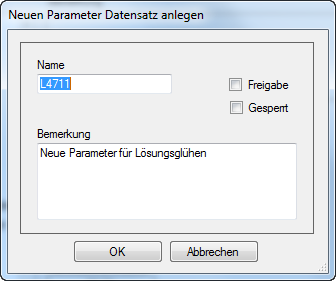 Neuen Parameter Datensatz anlegen
Name
L4711
Freigabe
Gesperrt
Bemerkung
Neue Parameter für Lösungsglühen
OK
Abbrechen